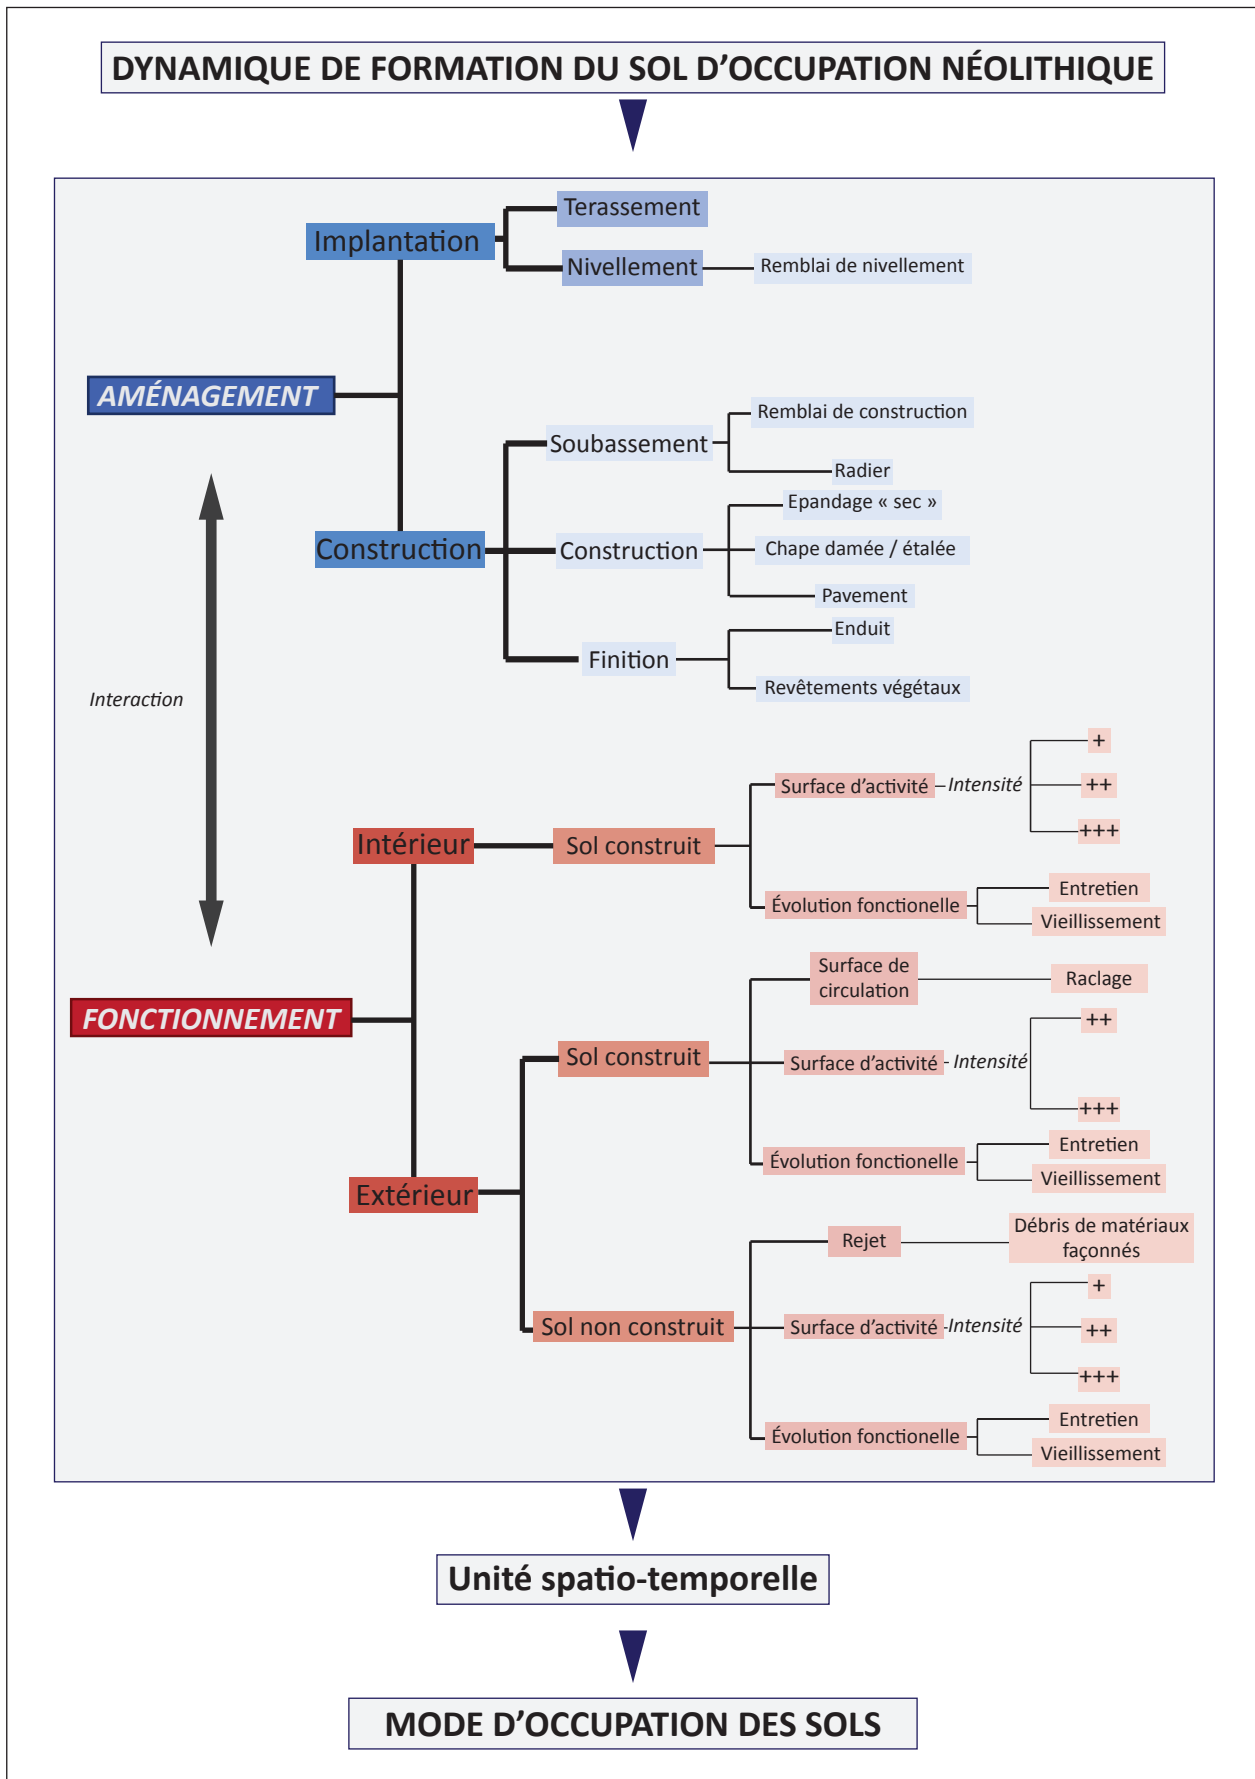 DYNAMIQUE DE FORMATION DU SOL D'OCCUPATION NÉOLITHIQUE
Terassement
Implantation
Nivellement
Remblai de nivellement
AMÉNAGEMENT
Remblai de construction
Soubassement
Radier
Epandage « sec »
Construction
Construction
Chape damée / étalée
Pavement
Enduit
Finition
Revêtements végétaux
Interaction
+
Surface d'activité
Intensité
++
+++
Intérieur
Sol construit
Évolution fonctionelle
Entretien
Vieillissement
Surface de
circulation
Raclage
FONCTIONNEMENT
++
Sol construit
Surface d'activité
Intensité
+++
Évolution fonctionelle
Entretien
Vieillissement
Extérieur
Rejet
Débris de matériaux
façonnés
+
Sol non construit
Surface d'activité
Intensité
++
+++
Évolution fonctionelle
Entretien
Vieillissement
Unité spatio-temporelle
MODE D'OCCUPATION DES SOLS